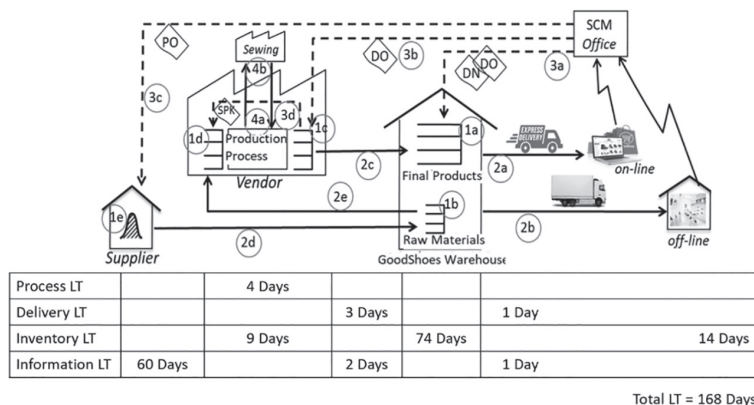 SCM
Office
PO
Sewing
DO
3b
DO
DN
3a
4b
3c
SPK
4a
3d
1c
1d
Production
Process
Vendor
2c
1a
Final Products
EXPRESS
DELIVERY
2a
on-line
2e
1b
1e
Raw Materials
2d
2b
off-line
Supplier
GoodShoes Warehouse
Process LT 4 Days
Delivery LT 3 Days 1 Day
Inventory LT 9 Days 74 Days 14 Days
Information LT 60 Days 2 Days 1 Day
Total LT = 168 Days